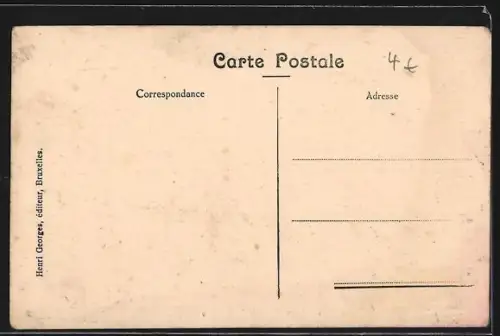 Carte Postale
4 €
Correspondance
Adresse
Henri Georges, éditeur, Bruxelles.